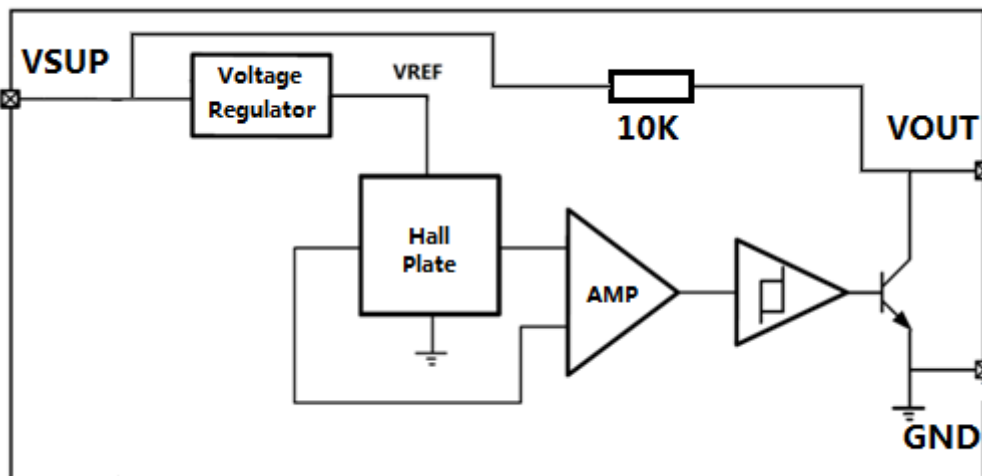 VSUP
Voltage
Regulator
VREF
10K
VOUT
Hall
Plate
AMP
GND